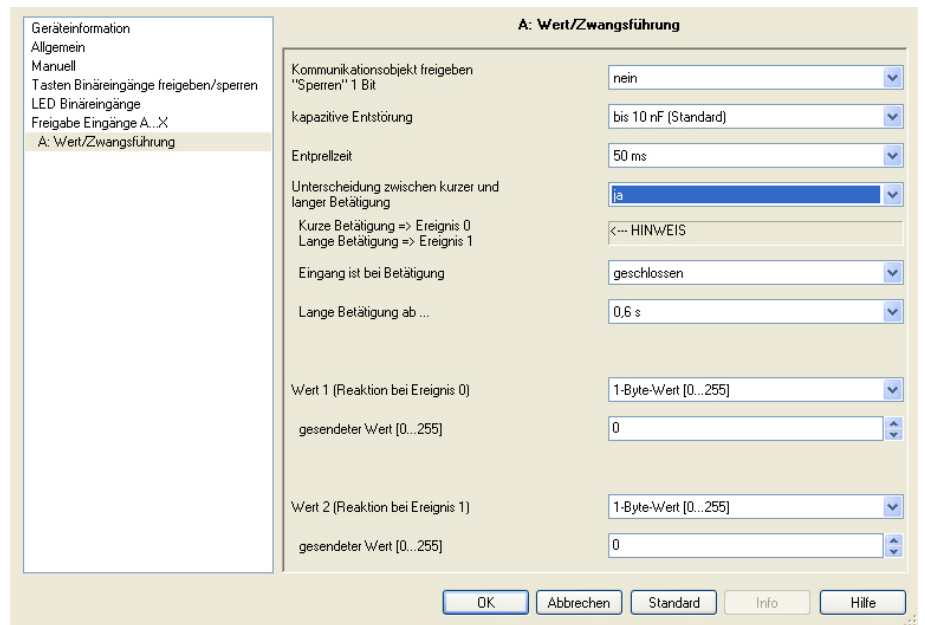 A: Wert/Zwangsführung
Geräteinformation
Allgemein
Manuell
Tasten Binäreingänge freigeben/sperren
LED Binäreingänge
Freigabe Eingänge A...X
A: Wert/Zwangsführung
Kommunikationsobjekt freigeben
"Sperren" 1 Bit
nein
kapazitive Entstörung
bis 10 nF (Standard)
Entprellzeit
50 ms
Unterscheidung zwischen kurzer und
langer Betätigung
ja
Kurze Betätigung => Ereignis 0
Lange Betätigung => Ereignis 1
<--- HINWEIS
Eingang ist bei Betätigung
geschlossen
Lange Betätigung ab ...
0,6 s
Wert 1 (Reaktion bei Ereignis 0)
1-Byte-Wert [0...255]
gesendeter Wert [0...255]
0
Wert 2 (Reaktion bei Ereignis 1)
1-Byte-Wert [0...255]
gesendeter Wert [0...255]
0
OK
Abbrechen
Standard
Info
Hilfe